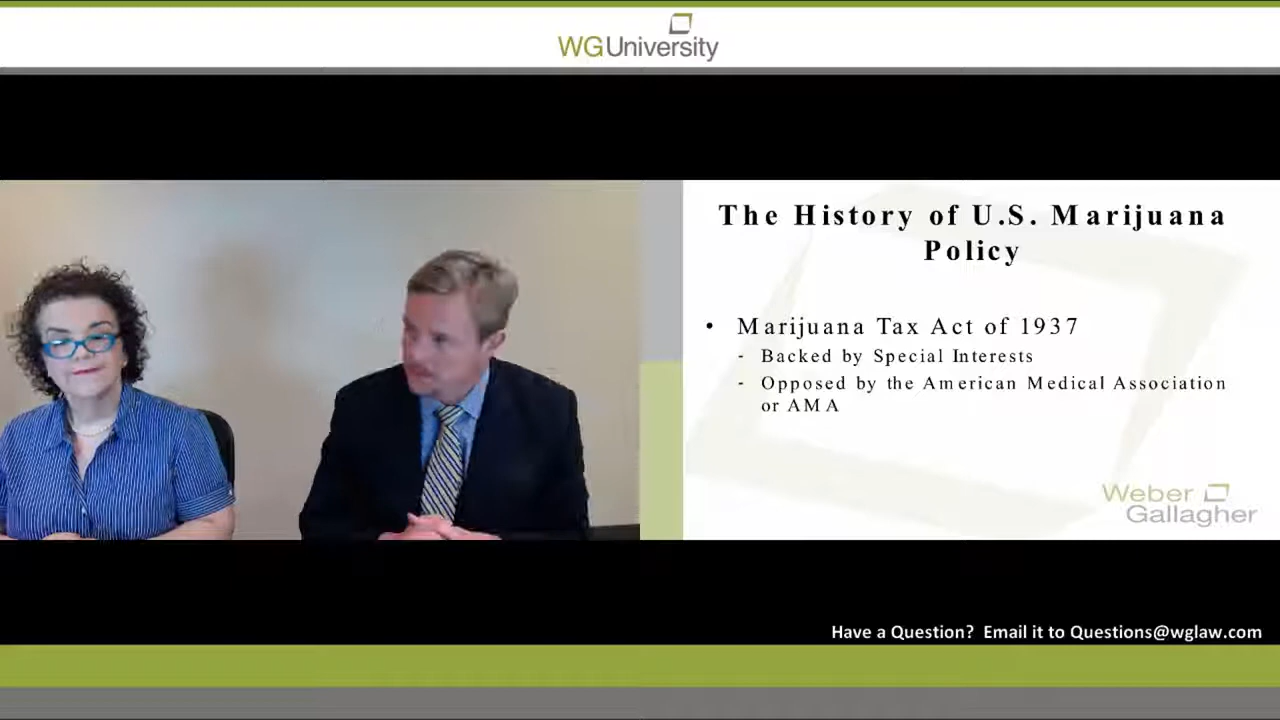 WGUniversity
The History of U.S. Marijuana
Policy
• Marijuana Tax Act of 1937
- Backed by Special Interests
- Opposed by the American Medical Association
or AMA
Weber
Gallagher
Have a Question? Email it to Questions@wglaw.com